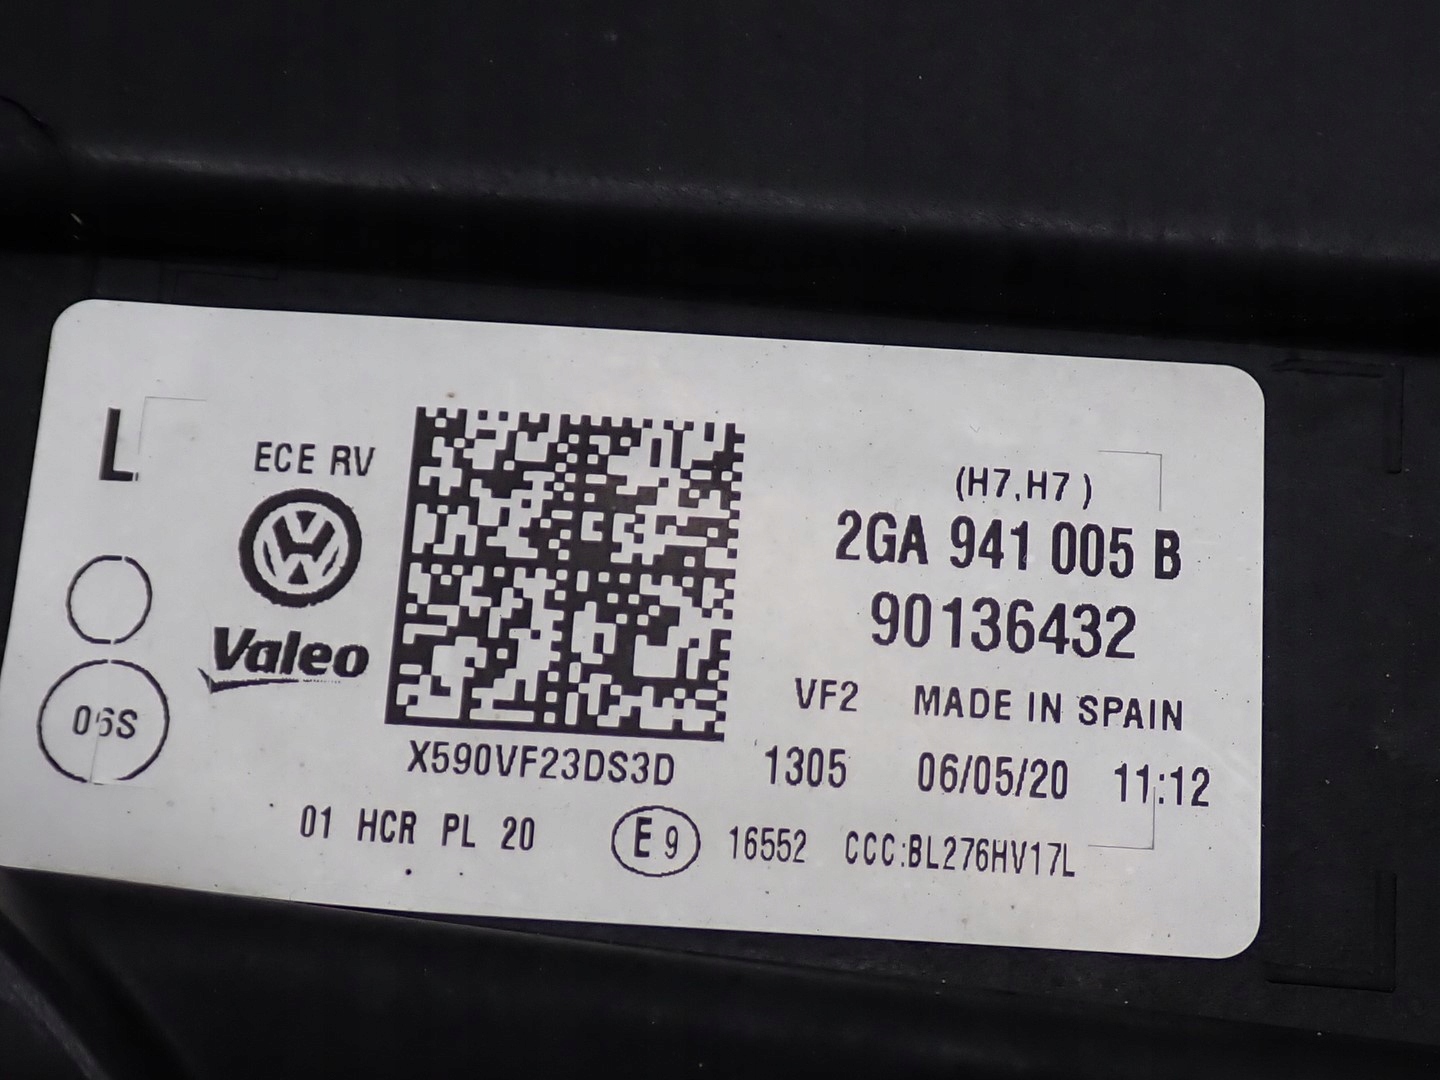 L
ECE RV
Valeo
06S
X590VF23DS3D
(H7,H7 )
2GA 941 005 B
90136432
VF2 MADE IN SPAIN
1305 06/05/20 11:12
01 HCR PL 20 E9 16552 CCC:BL276HV17L